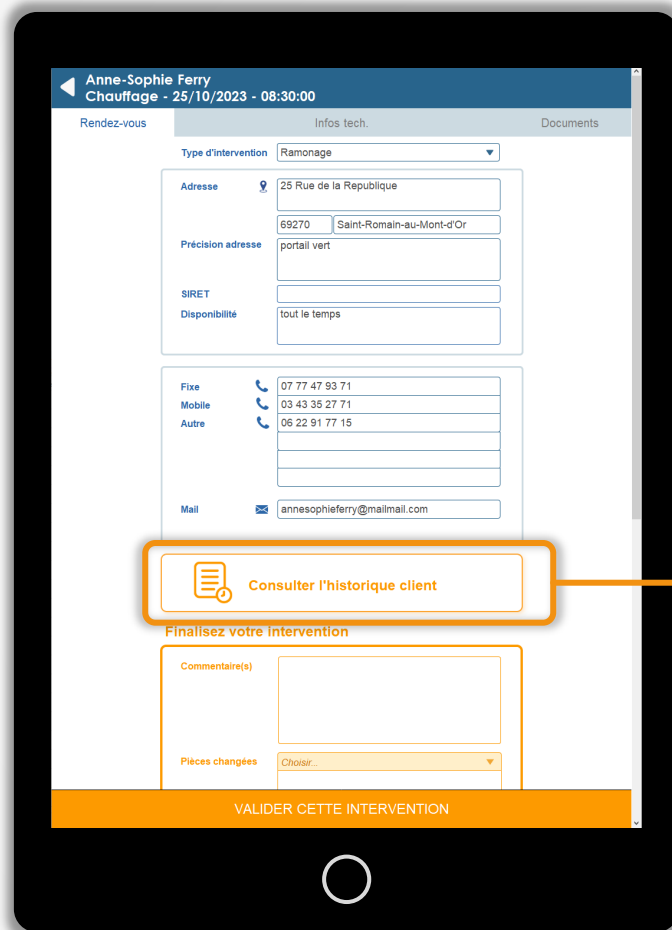 Anne-Sophie Ferry
Chauffage - 25/10/2023 - 08:30:00
Rendez-vous Infos tech. Documents
Type d'intervention Ramonage
Adresse 25 Rue de la Republique
69270 Saint-Romain-au-Mont-d'Or
Précision adresse portail vert
SIRET
Disponibilité tout le temps
Fixe 07 77 47 93 71
Mobile 03 43 35 27 71
Autre 06 22 91 77 15
Mail annesophieferry@mailmail.com
Consulter l'historique client
Finalisez votre intervention
Commentaire(s)
Pièces changées Choisir...
VALIDER CETTE INTERVENTION